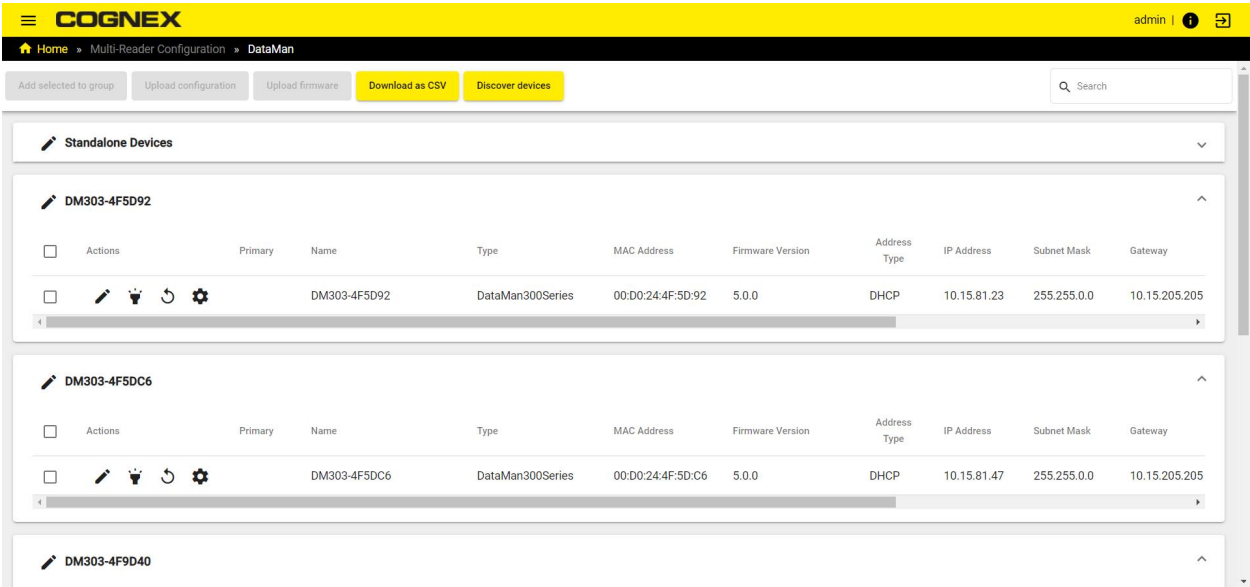 COGNEX admin |
Home » Multi-Reader Configuration » DataMan
Add selected to group Upload configuration Upload firmware Download as CSV Discover devices Search
Standalone Devices
DM303-4F5D92
Actions Primary Name Type MAC Address Firmware Version Address Type IP Address Subnet Mask Gateway
DM303-4F5D92 DataMan300Series 00:D0:24:4F:5D:92 5.0.0 DHCP 10.15.81.23 255.255.0.0 10.15.205.205
DM303-4F5DC6
Actions Primary Name Type MAC Address Firmware Version Address Type IP Address Subnet Mask Gateway
DM303-4F5DC6 DataMan300Series 00:D0:24:4F:5D:C6 5.0.0 DHCP 10.15.81.47 255.255.0.0 10.15.205.205
DM303-4F9D40